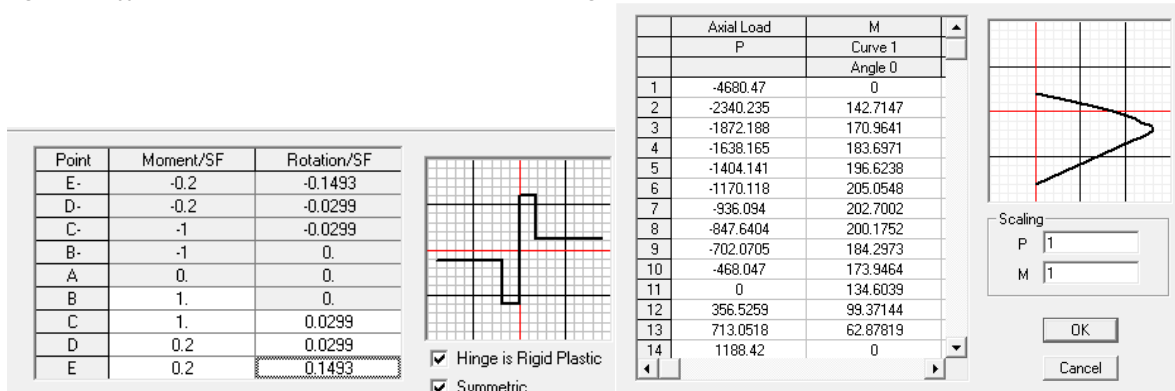 Point Moment/SF Rotation/SF
E- -0.2 -0.1493
D- -0.2 -0.0299
C- -1 -0.0299
B- -1 0.
A 0. 0.
B 1. 0.
C 1. 0.0299
D 0.2 0.0299
E 0.2 0.1493
Hinge is Rigid Plastic
Symmetric
Axial Load M
P Curve 1
Angle 0
1 -4680.47 0
2 -2340.235 142.7147
3 -1872.188 170.9641
4 -1638.165 183.6971
5 -1404.141 196.6238
6 -1170.118 205.0548
7 -936.094 202.7002
8 -847.6404 200.1752
9 -702.0705 184.2973
10 -468.047 173.9464
11 0 134.6039
12 356.5259 99.37144
13 713.0518 62.87819
14 1188.42 0
Scaling
P 1
M 1
OK
Cancel